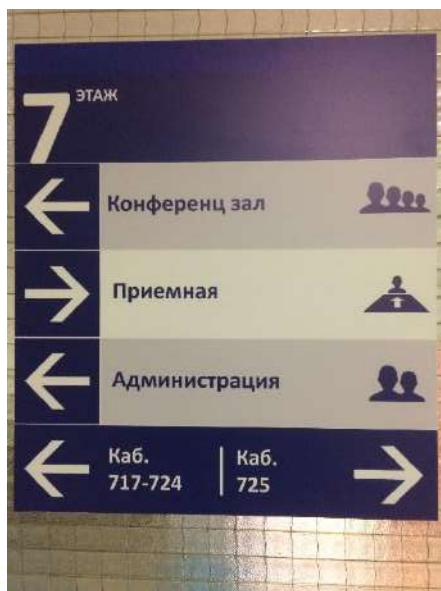 7 ЭТАЖ
Конференц зал
Приемная
Администрация
Каб.
717-724
Каб.
725